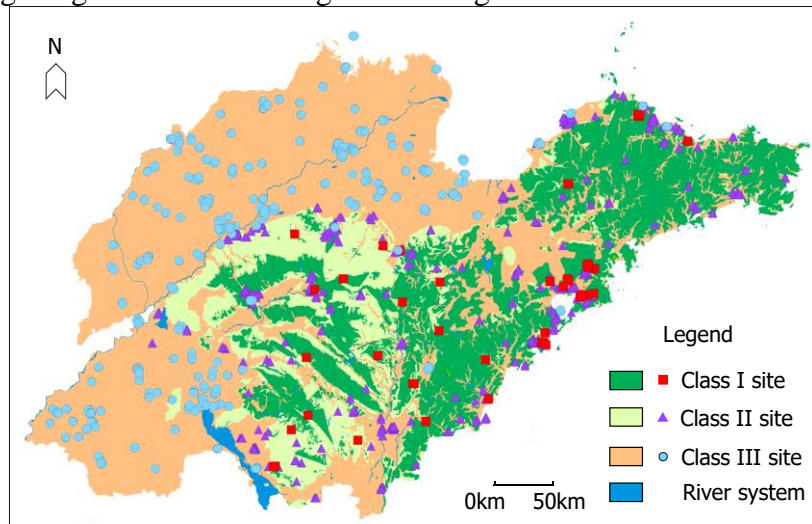 N
Legend
Class I site
Class II site
Class III site
River system
0km 50km